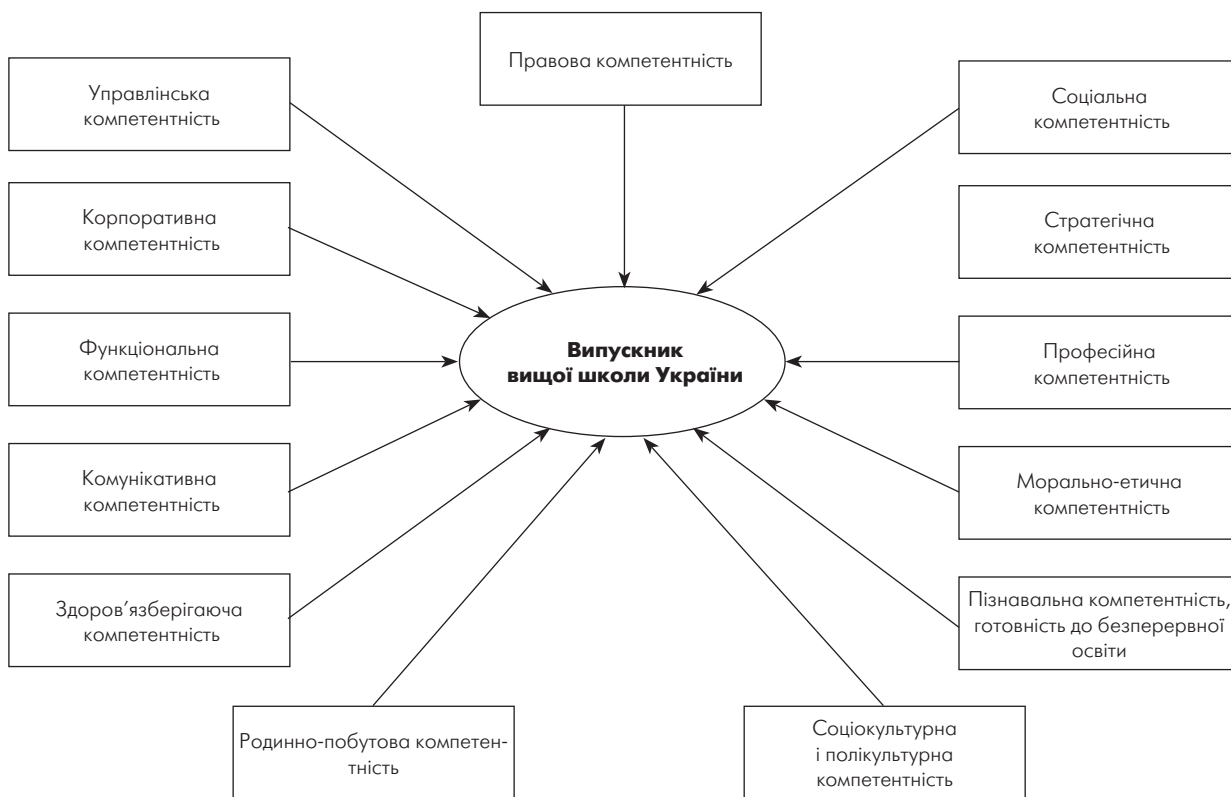 Правова компетентність
Управлінська
компетентність
Соціальна
компетентність
Корпоративна
компетентність
Стратегічна
компетентність
Функціональна
компетентність
Випускник
вищої школи України
Професійна
компетентність
Комунікативна
компетентність
Морально-етична
компетентність
Здоров’язберігаюча
компетентність
Пізнавальна компетентність,
готовність до безперервної
освіти
Родинно-побутова компетен-
тність
Соціокультурна
і полікультурна
компетентність